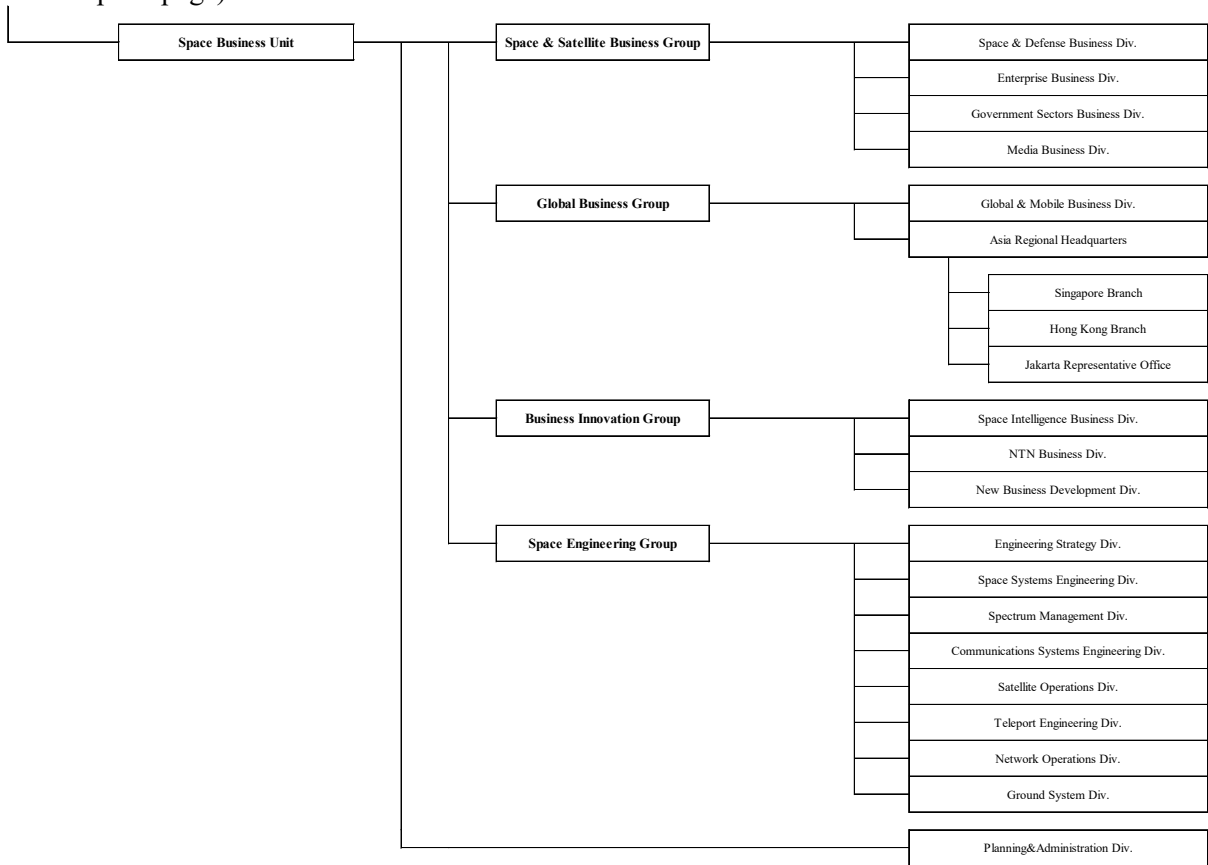 Space Business Unit
Space & Satellite Business Group
Space & Defense Business Div.
Enterprise Business Div.
Government Sectors Business Div.
Media Business Div.
Global Business Group
Global & Mobile Business Div.
Asia Regional Headquarters
Singapore Branch
Hong Kong Branch
Jakarta Representative Office
Business Innovation Group
Space Intelligence Business Div.
NTN Business Div.
New Business Development Div.
Space Engineering Group
Engineering Strategy Div.
Space Systems Engineering Div.
Spectrum Management Div.
Communications Systems Engineering Div.
Satellite Operations Div.
Teleport Engineering Div.
Network Operations Div.
Ground System Div.
Planning&Administration Div.